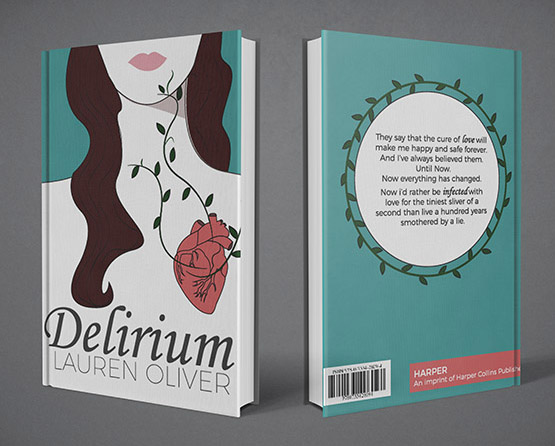 Delirium
LAUREN OLIVER
They say that the cure of love will
make me happy and safe forever.
And I've always believed them.
Until Now.
Now everything has changed.
Now i'd rather be infected with
love for the tiniest sliver of a
second than live a hundred years
smothered by a lie.
HARPER
An imprint of Harper Collins Publishe